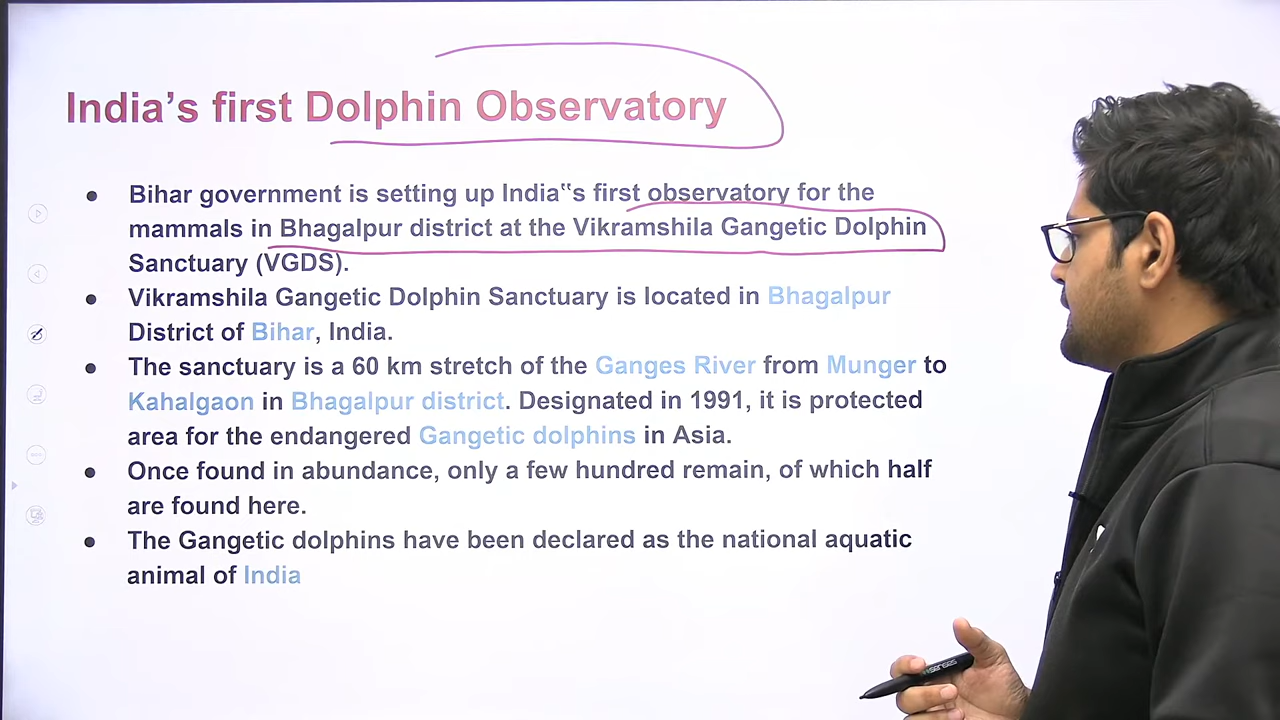 India's first Dolphin Observatory
Bihar government is setting up India‟s first observatory for the
mammals in Bhagalpur district at the Vikramshila Gangetic Dolphin
Sanctuary (VGDS).
Vikramshila Gangetic Dolphin Sanctuary is located in Bhagalpur
District of Bihar, India.
The sanctuary is a 60 km stretch of the Ganges River from Munger to
Kahalgaon in Bhagalpur district. Designated in 1991, it is protected
area for the endangered Gangetic dolphins in Asia.
Once found in abundance, only a few hundred remain, of which half
are found here.
The Gangetic dolphins have been declared as the national aquatic
animal of India